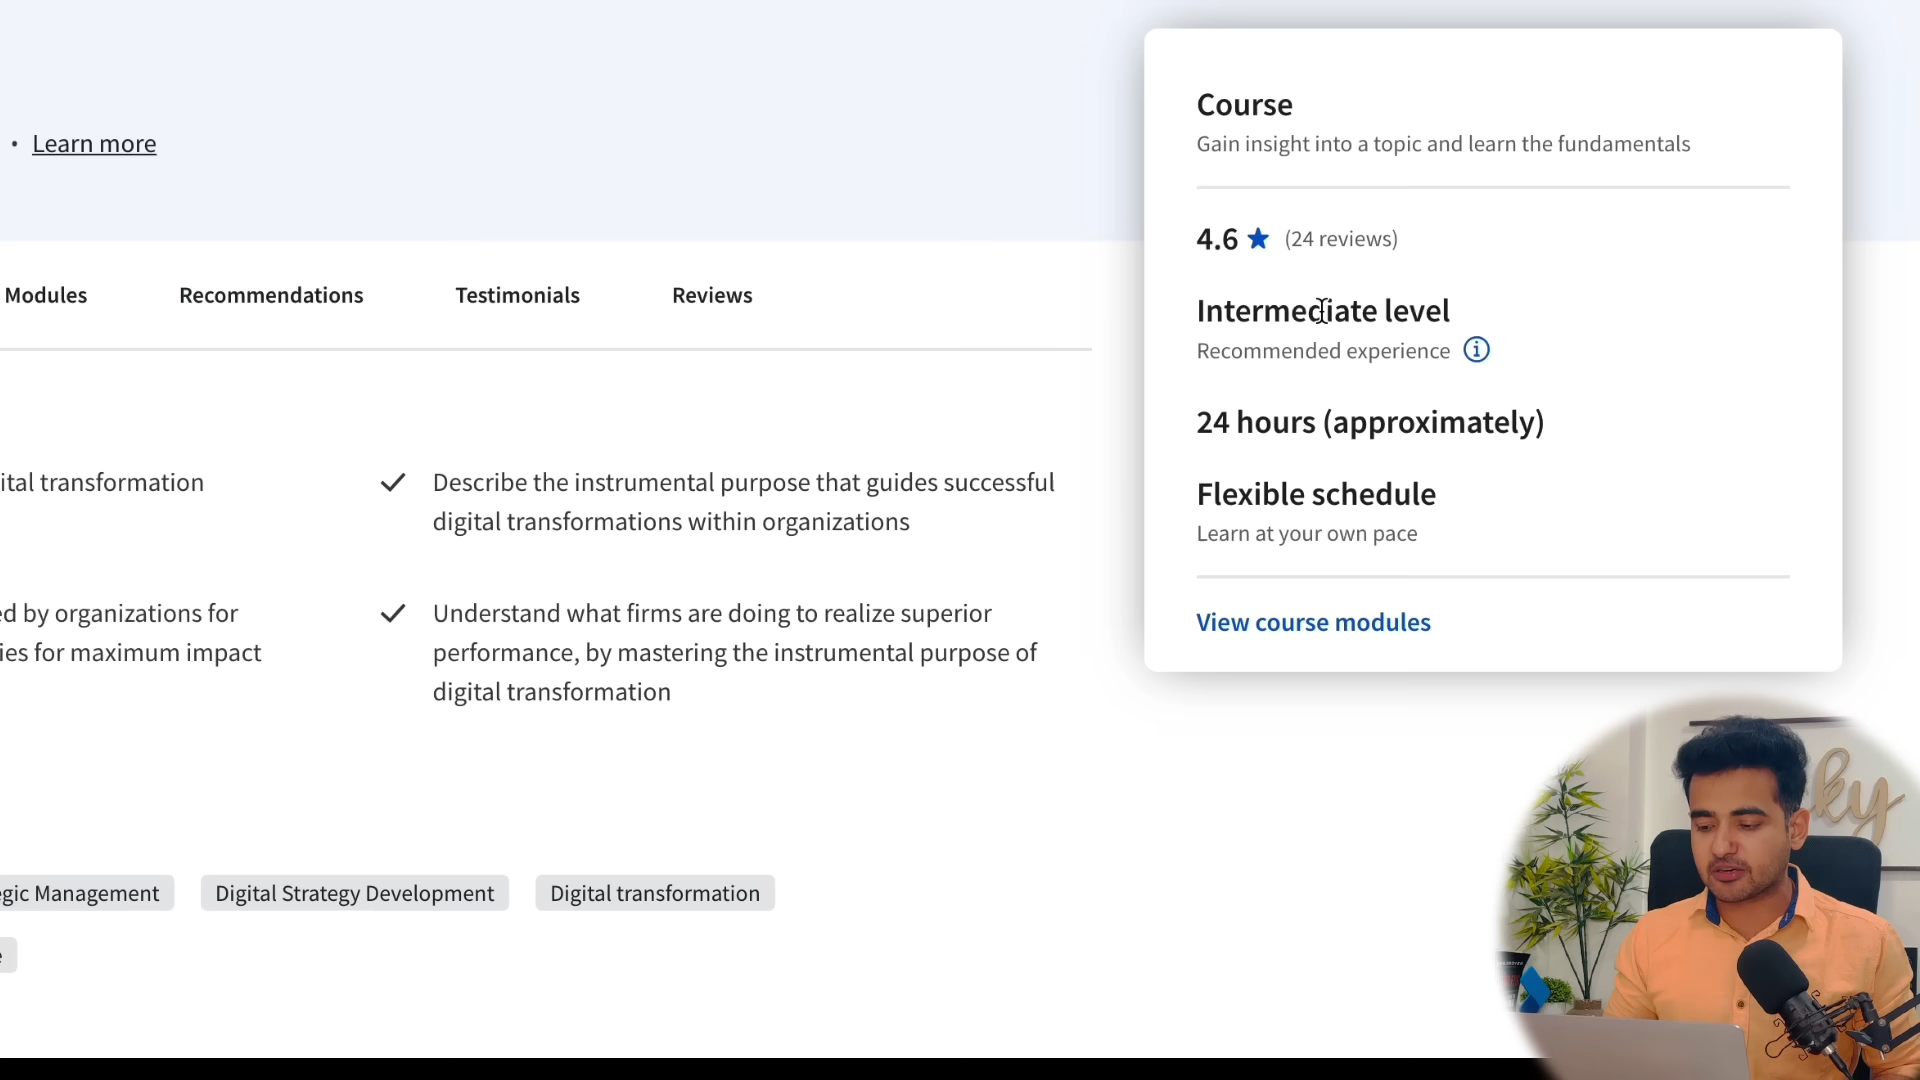 • Learn more
Modules
Recommendations
Testimonials
Reviews
ital transformation
Describe the instrumental purpose that guides successful
digital transformations within organizations
ed by organizations for
ies for maximum impact
Understand what firms are doing to realize superior
performance, by mastering the instrumental purpose of
digital transformation
egic Management
Digital Strategy Development
Digital transformation
e
Course
Gain insight into a topic and learn the fundamentals
4.6 ★ (24 reviews)
Intermediate level
Recommended experience
24 hours (approximately)
Flexible schedule
Learn at your own pace
View course modules
ky